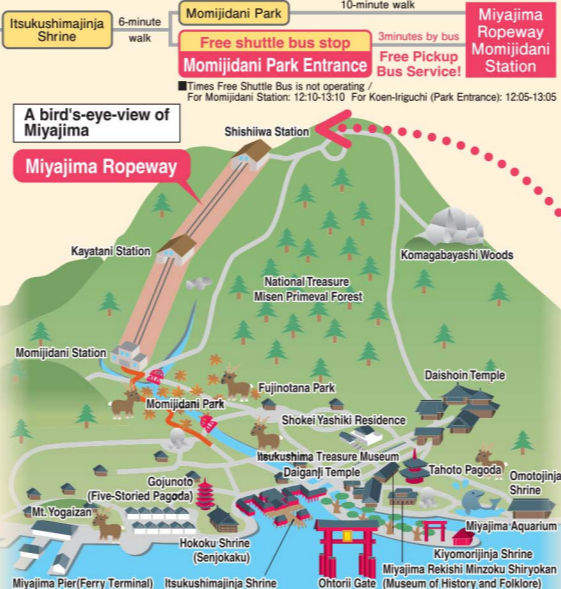 Itsukushimajinja
Shrine
6-minute
walk
Momijidani Park
10-minute walk
Free shuttle bus stop
Momijidani Park Entrance
3minutes by bus
Free Pickup
Bus Service!
Miyajima
Ropeway
Momijidani
Station
■Times Free Shuttle Bus is not operating /
For Momijidani Station: 12:10-13:10 For Koen-Iriguchi (Park Entrance): 12:05-13:05
A bird's-eye-view of
Miyajima
Shishiiwa Station
Miyajima Ropeway
Kayatani Station
Komagabayashi Woods
National Treasure
Misen Primeval Forest
Momijidani Station
Daishoin Temple
Fujinotana Park
Momijidani Park
Shokei Yashiki Residence
Itsukushima Treasure Museum
Daiganji Temple
Tahoto Pagoda
Gojunoto
(Five-Storied Pagoda)
Omotojinja
Shrine
Mt. Yogaizan
Miyajima Aquarium
Hokoku Shrine
(Senjokaku)
Kiyomorijinja Shrine
Miyajima Pier(Ferry Terminal)
Itsukushimajinja Shrine
Ohtorii Gate
Miyajima Rekishi Minzoku Shiryokan
(Museum of History and Folklore)